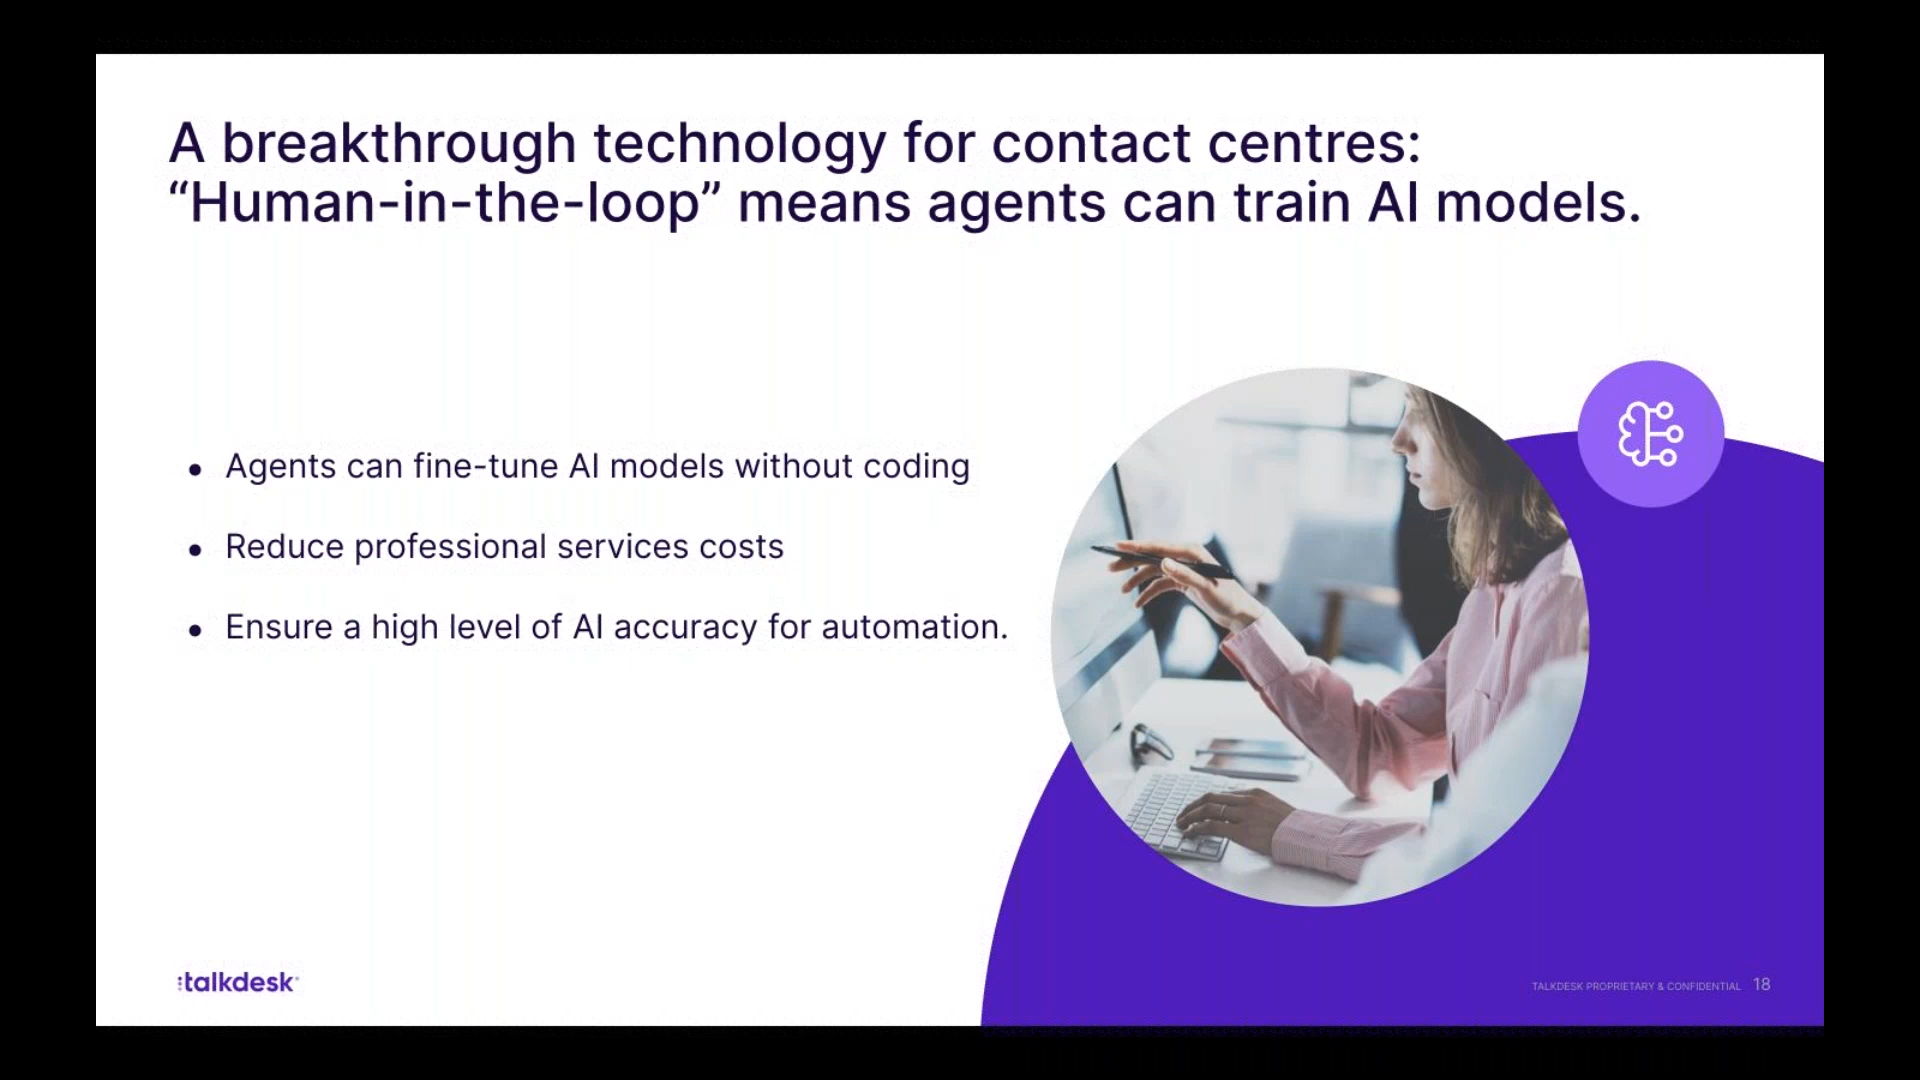 A breakthrough technology for contact centres:
“Human-in-the-loop” means agents can train AI models.
• Agents can fine-tune AI models without coding
• Reduce professional services costs
• Ensure a high level of AI accuracy for automation.
:talkdesk
TALKDESK PROPRIETARY & CONFIDENTIAL 18